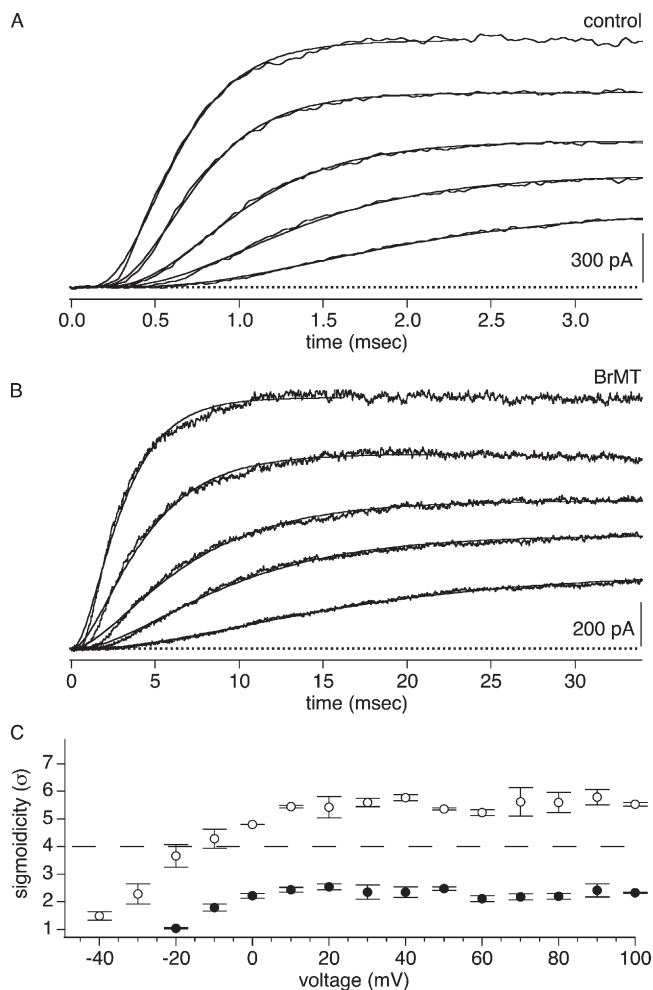 A
control
300 pA
0.0 0.5 1.0 1.5 2.0 2.5 3.0
time (msec)
B
BrMT
200 pA
0 5 10 15 20 25 30
time (msec)
C
sigmoidicity (σ)
7
6
5
4
3
2
1
-40 -20 0 20 40 60 80 100
voltage (mV)